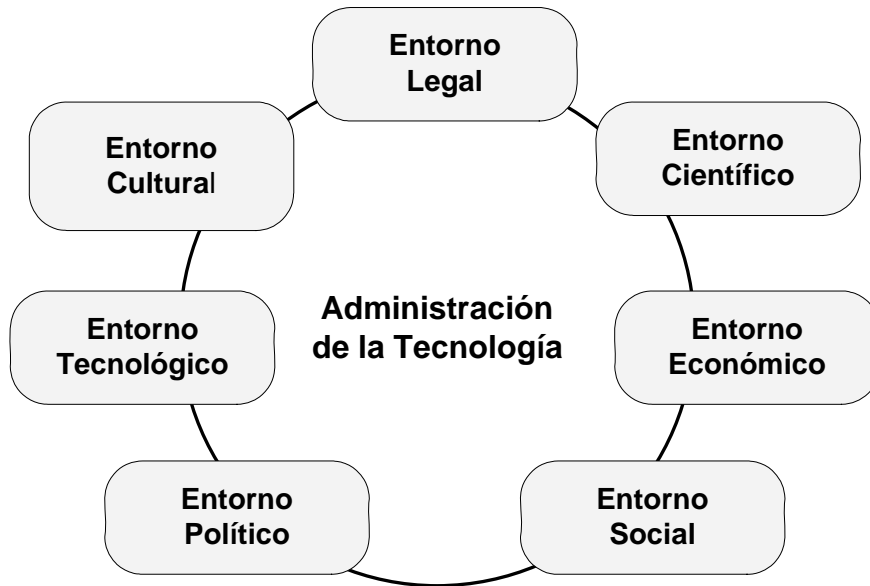 Entorno
Legal
Entorno
Cultural
Entorno
Científico
Administración
de la Tecnología
Entorno
Tecnológico
Entorno
Económico
Entorno
Político
Entorno
Social